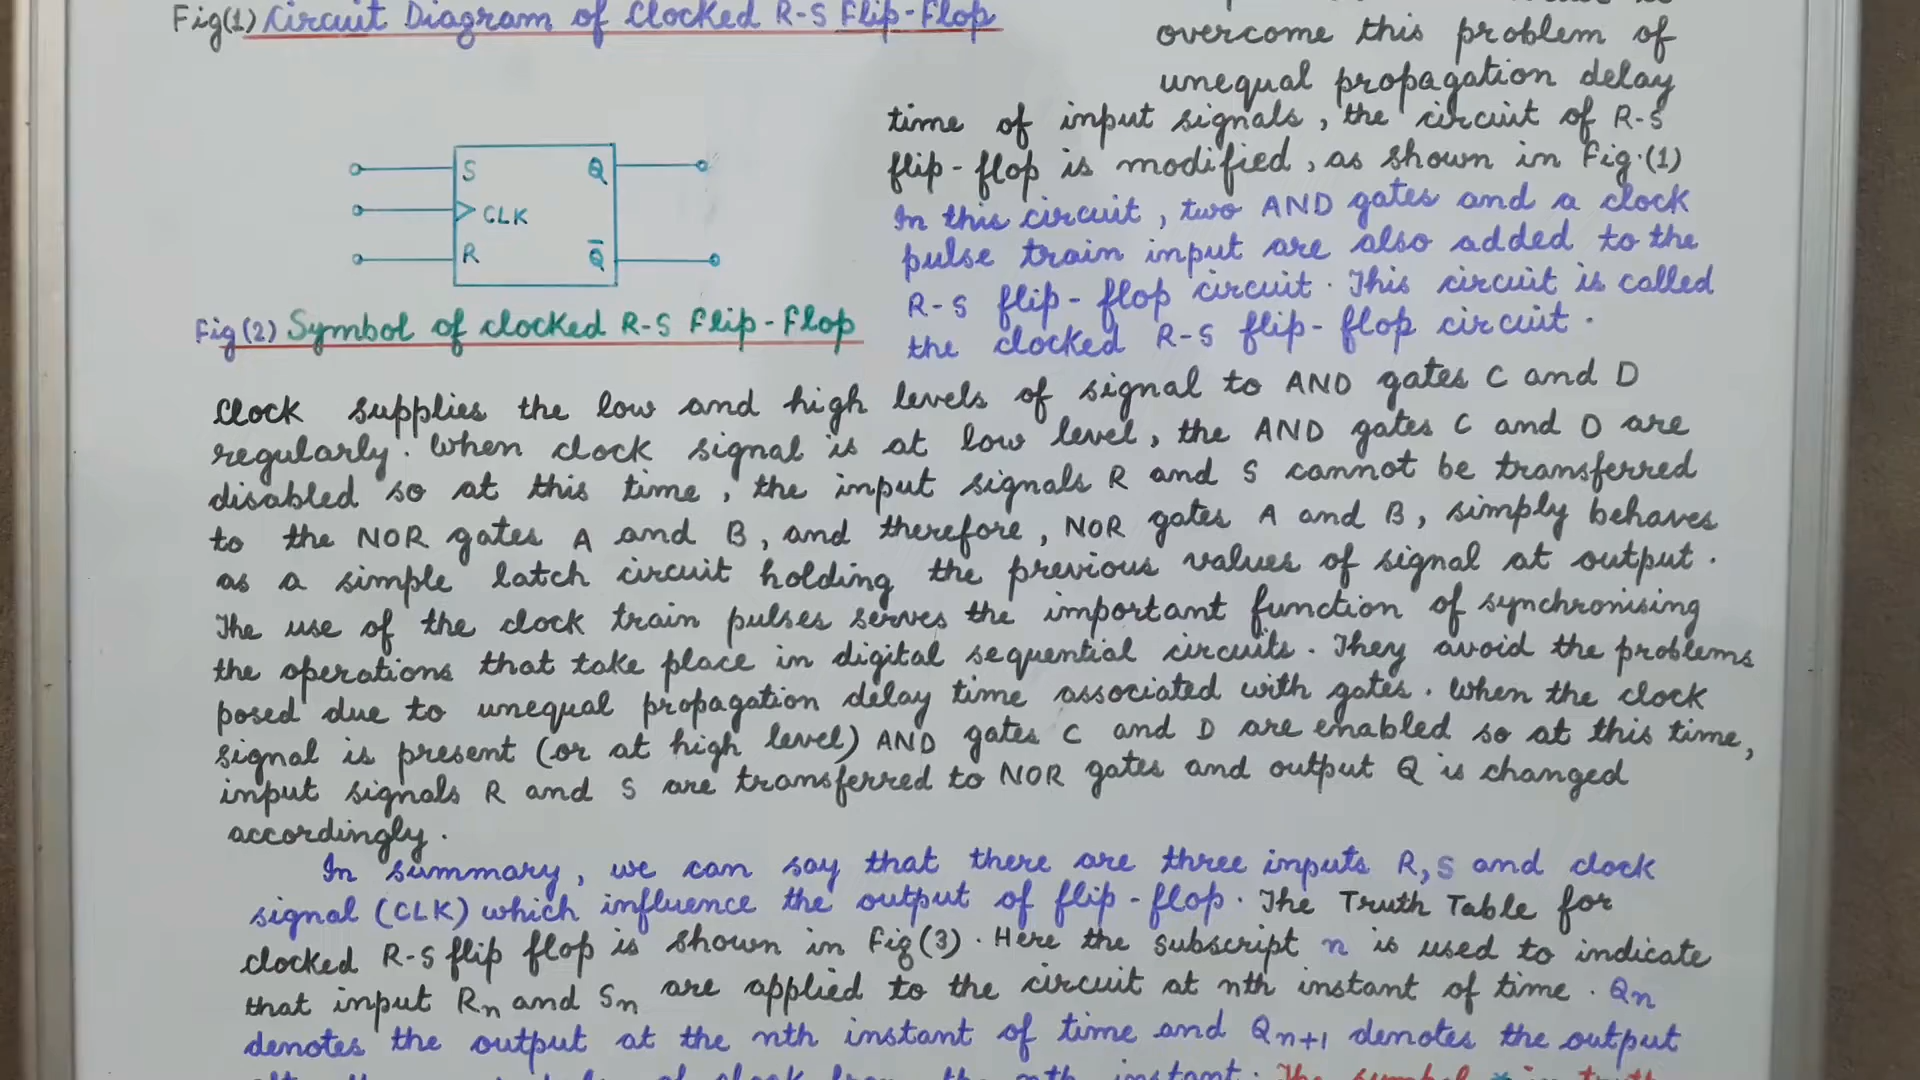 Fig(1) Circuit Diagram of Clocked R-S Flip-Flop
overcome this problem of
unequal propagation delay
time of input signals, the circuit of R-S
flip-flop is modified, as shown in Fig.(1)
In this circuit, two AND gates and a clock
pulse train input are also added to the
R-S flip-flop circuit. This circuit is called
the clocked R-S flip-flop circuit.
S Q
CLK
R Q̅
Fig(2) Symbol of clocked R-S Flip-Flop
Clock supplies the low and high levels of signal to AND gates C and D
regularly. When clock signal is at low level, the AND gates C and D are
disabled so at this time, the input signals R and S cannot be transferred
to the NOR gates A and B, and therefore, NOR gates A and B, simply behaves
as a simple latch circuit holding the previous values of signal at output.
The use of the clock train pulses serves the important function of synchronising
the operations that take place in digital sequential circuits. They avoid the problems
posed due to unequal propagation delay time associated with gates. When the clock
signal is present (or at high level) AND gates C and D are enabled so at this time,
input signals R and S are transferred to NOR gates and output Q is changed
accordingly.
In summary, we can say that there are three inputs R, S and clock
signal (CLK) which influence the output of flip-flop. The Truth Table for
clocked R-S flip flop is shown in Fig(3). Here the subscript n is used to indicate
that input Rn and Sn are applied to the circuit at nth instant of time. Qn
denotes the output at the nth instant of time and Qn+1 denotes the output